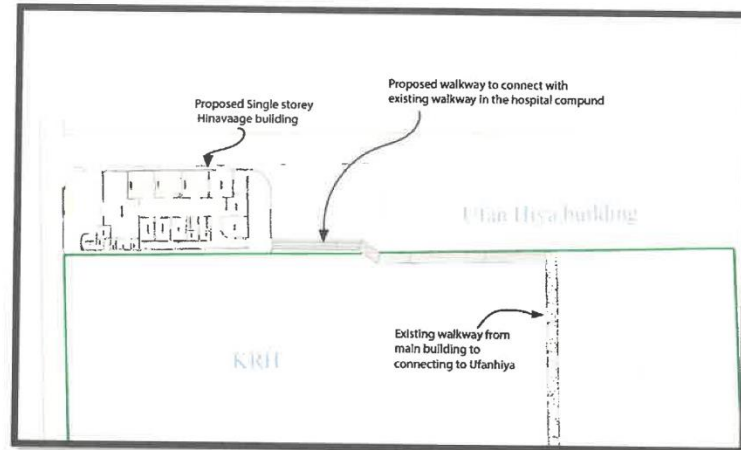 Proposed walkway to connect with
existing walkway in the hospital compund
Proposed Single storey
Hinavaage building
Utan Hiya building
Existing walkway from
main building to
connecting to Ufanhiya
KRH